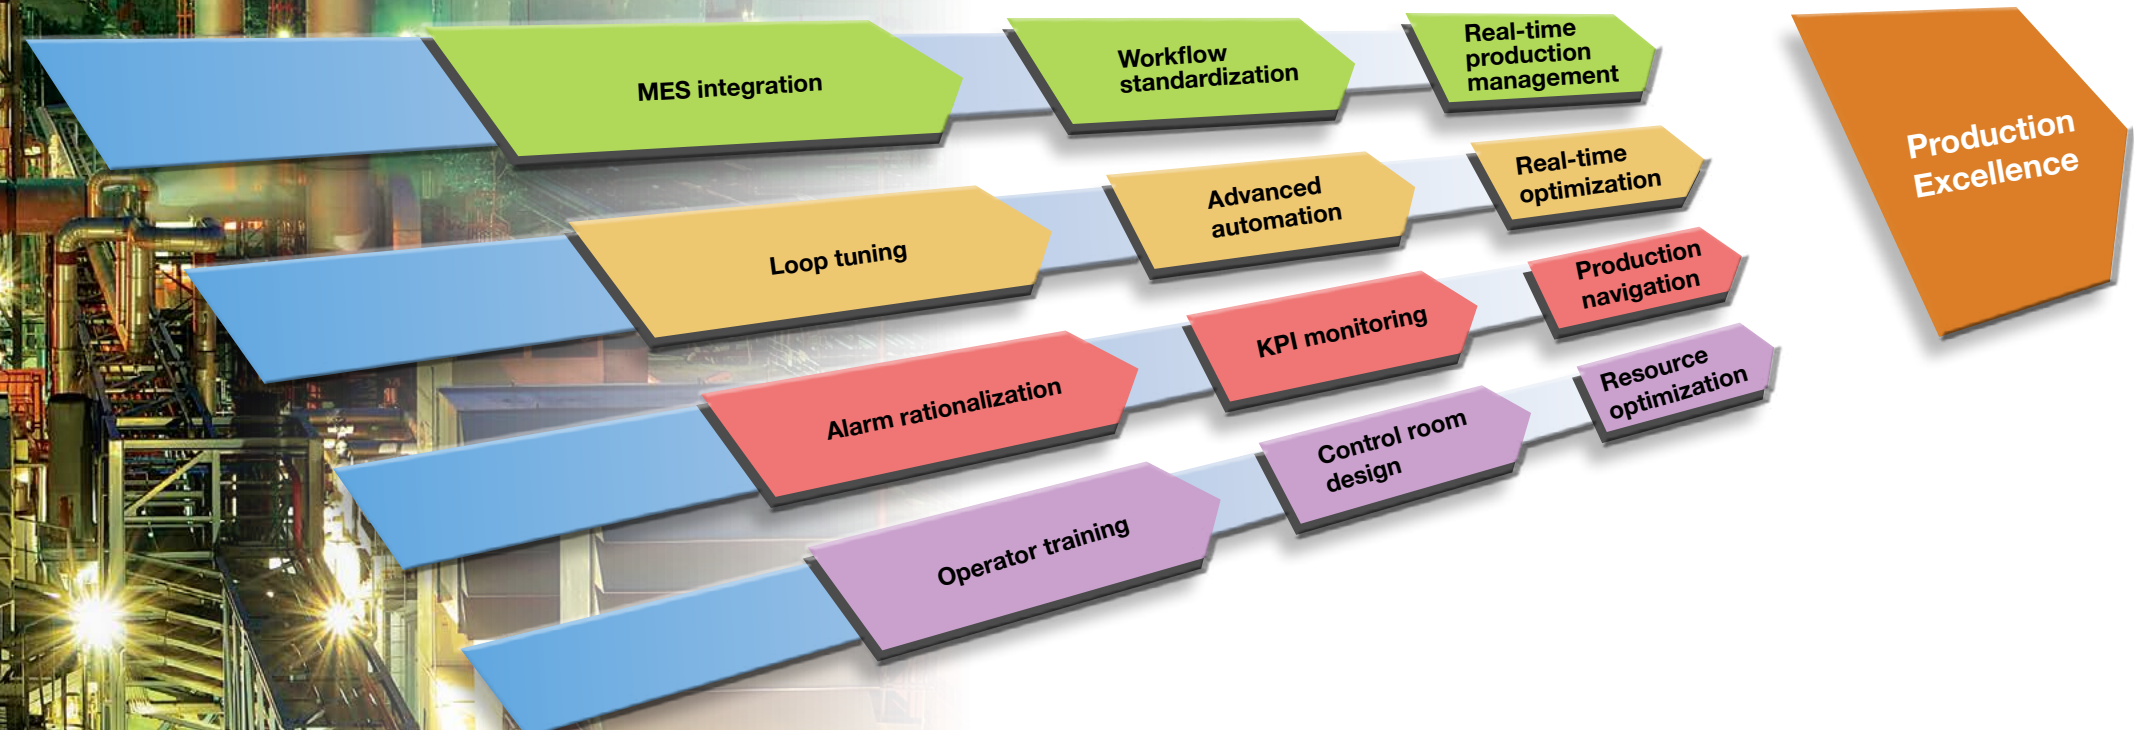 MES integration
Workflow
standardization
Real-time
production
management
Loop tuning
Advanced
automation
Real-time
optimization
Alarm rationalization
KPI monitoring
Production
navigation
Operator training
Control room
design
Resource
optimization
Production
Excellence